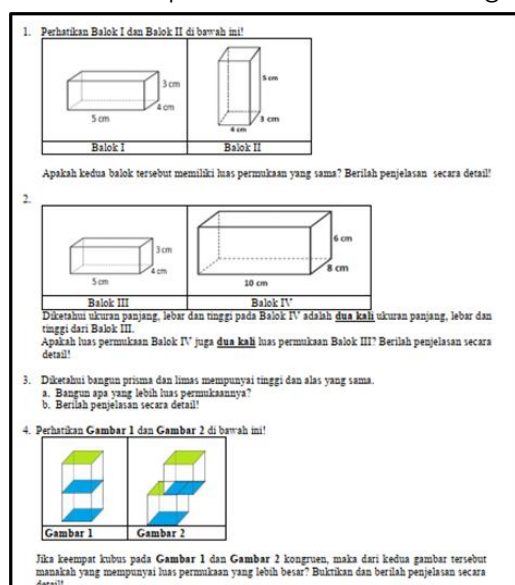 1. Perhatikan Balok I dan Balok II di bawah ini!
3 cm
4 cm
5 cm
5 cm
3 cm
4 cm
Balok I
Balok II
Apakah kedua balok tersebut memiliki luas permukaan yang sama? Berilah penjelasan secara detail!
2.
3 cm
4 cm
5 cm
6 cm
8 cm
10 cm
Balok III
Balok IV
Diketahui ukuran panjang, lebar dan tinggi pada Balok IV adalah dua kali ukuran panjang, lebar dan
tinggi dari Balok III.
Apakah luas permukaan Balok IV juga dua kali luas permukaan Balok III? Berilah penjelasan secara
detail!
3. Diketahui bangun prisma dan limas mempunyai tinggi dan alas yang sama.
a. Bangun apa yang lebih luas permukaannya?
b. Berilah penjelasan secara detail!
4. Perhatikan Gambar 1 dan Gambar 2 di bawah ini!
Gambar 1
Gambar 2
Jika keempat kubus pada Gambar 1 dan Gambar 2 kongruen, maka dari kedua gambar tersebut
manakah yang mempunyai luas permukaan yang lebih besar? Buktikan dan berilah penjelasan secara
detail!